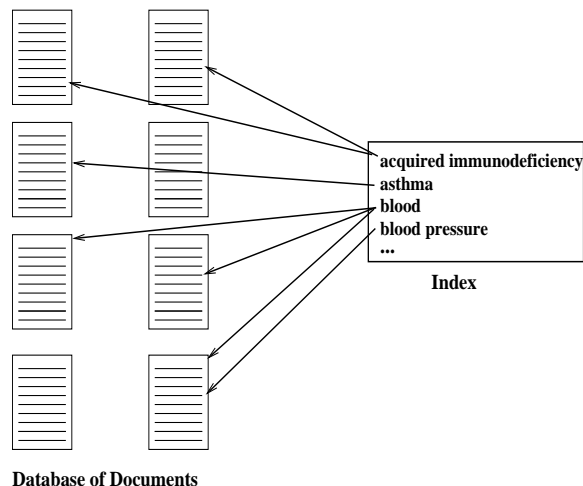 acquired immunodeficiency
asthma
blood
blood pressure
...
Index
Database of Documents